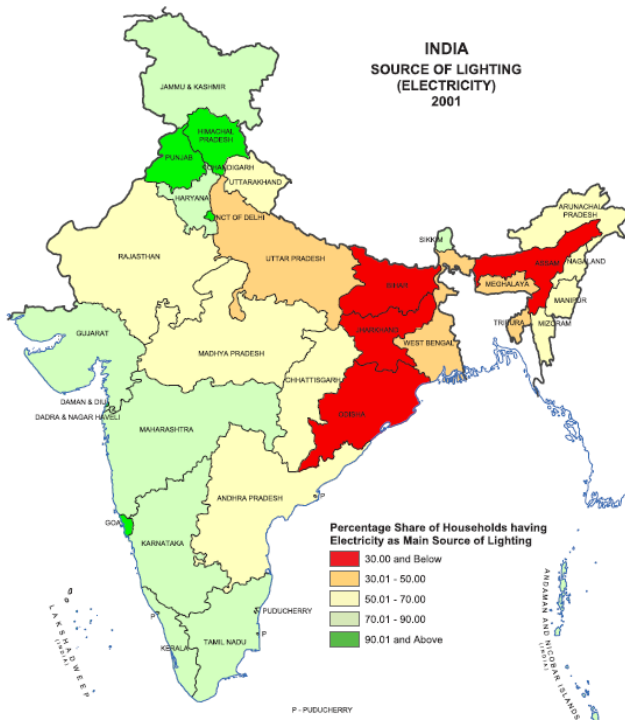 INDIA
SOURCE OF LIGHTING
(ELECTRICITY)
2001
JAMMU & KASHMIR
HIMACHAL
PRADESH
PUNJAB
CHANDIGARH
UTTARAKHAND
HARYANA
NCT OF DELHI
ARUNACHAL
PRADESH
SIKKIM
RAJASTHAN
UTTAR PRADESH
ASSAM
NAGALAND
BIHAR
MEGHALAYA
MANIPUR
TRIPURA
MIZORAM
JHARKHAND
WEST BENGAL
GUJARAT
MADHYA PRADESH
CHHATTISGARH
DAMAN & DIU
DADRA & NAGAR HAVELI
ODISHA
MAHARASHTRA
ANDHRA PRADESH
P
GOA
KARNATAKA
Percentage Share of Households having
Electricity as Main Source of Lighting
30.00 and Below
30.01 - 50.00
50.01 - 70.00
70.01 - 90.00
90.01 and Above
PUDUCHERRY
P
P
KERALA
TAMIL NADU
LAKSHADWEEP
(INDIA)
ANDAMAN AND NICOBAR ISLANDS
(INDIA)
P - PUDUCHERRY